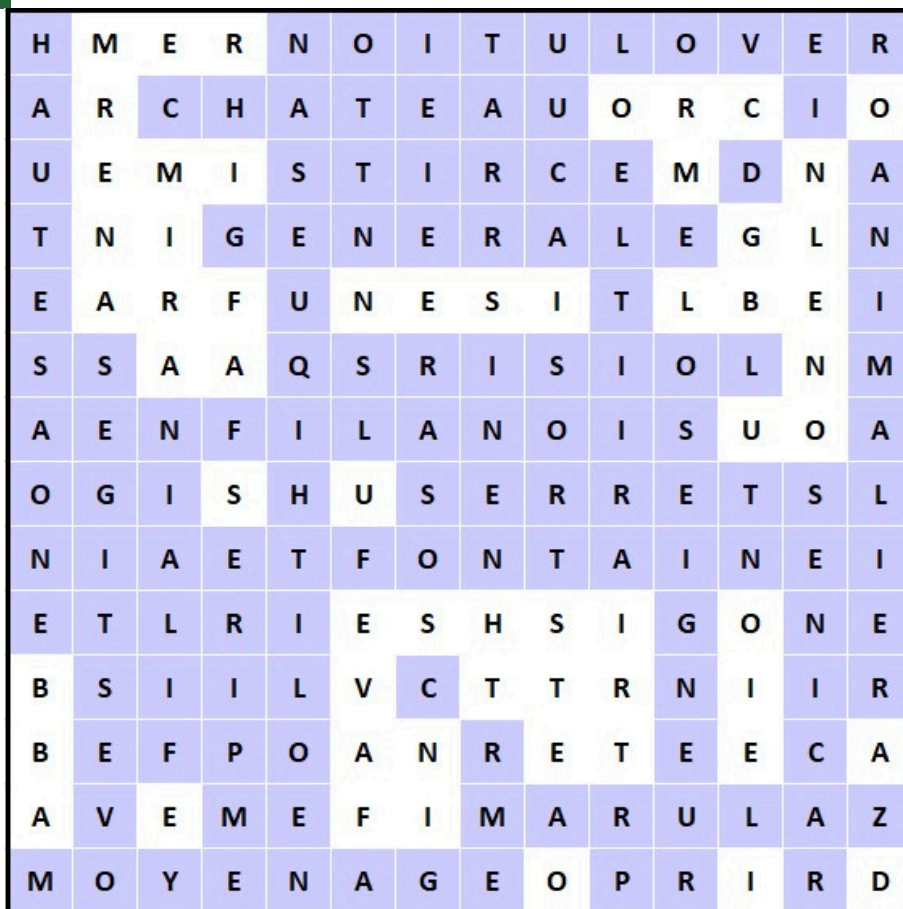 H M E R N O I T U L O V E R
A R C H A T E A U O R C I O
U E M I S T I R C E M D N A
T N I G E N E R A L E G L N
E A R F U N E S I T L B E I
S S A A Q S R I S I O L N M
A E N F I L A N O I S U O A
O G I S H U S E R R E T S L
N I A E T F O N T A I N E I
E T L R I E S H S I G O N E
B S I I L V C T T R N I I R
B E F P O A N R E T E E C A
A V E M E F I M A R U L A Z
M O Y E N A G E O P R I R D